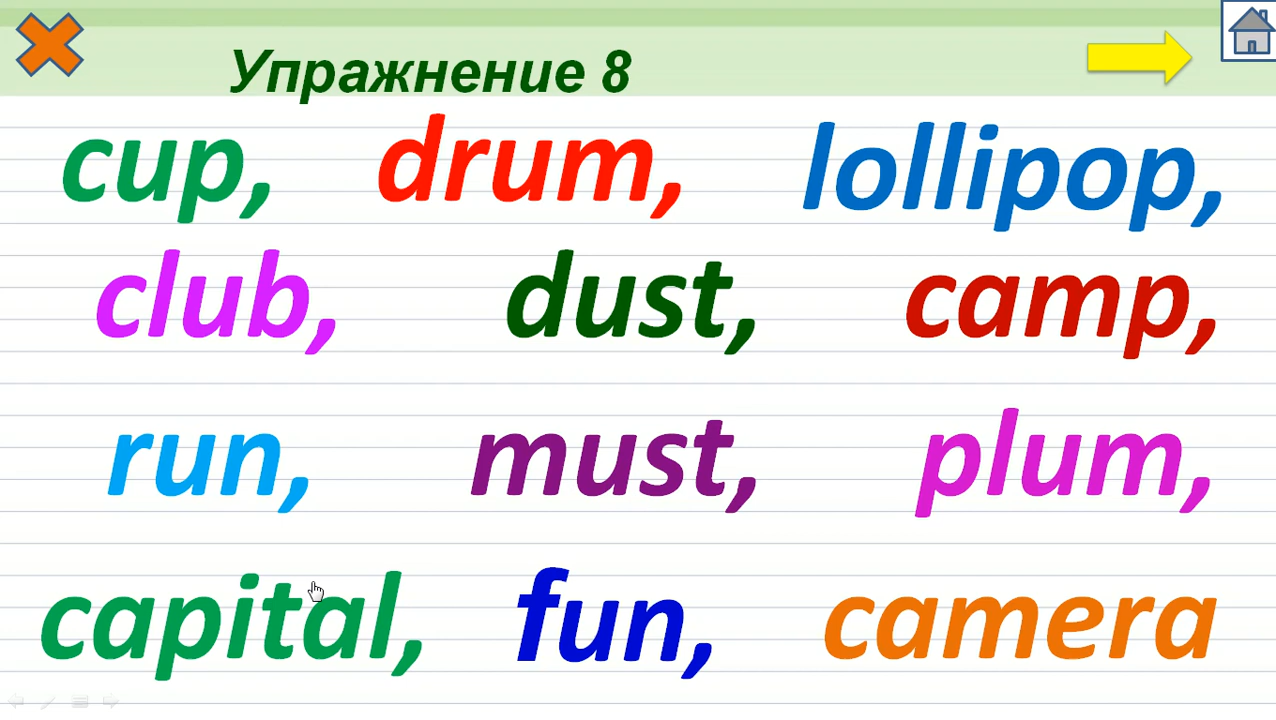 Упражнение 8
cup, drum, lollipop,
club, dust, camp,
run, must, plum,
capital, fun, camera